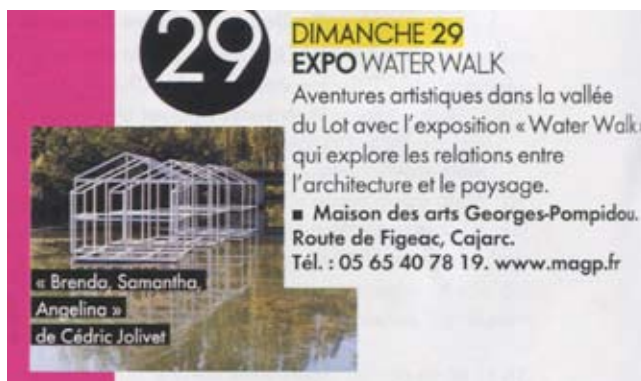 29
DIMANCHE 29
EXPO WATER WALK
Aventures artistiques dans la vallée
du Lot avec l'exposition « Water Walk»
qui explore les relations entre
l'architecture et le paysage.
■ Maison des arts Georges-Pompidou.
Route de Figeac, Cajarc.
Tél. : 05 65 40 78 19. www.magp.fr
« Brenda, Samantha,
Angelina »
de Cédric Jolivet